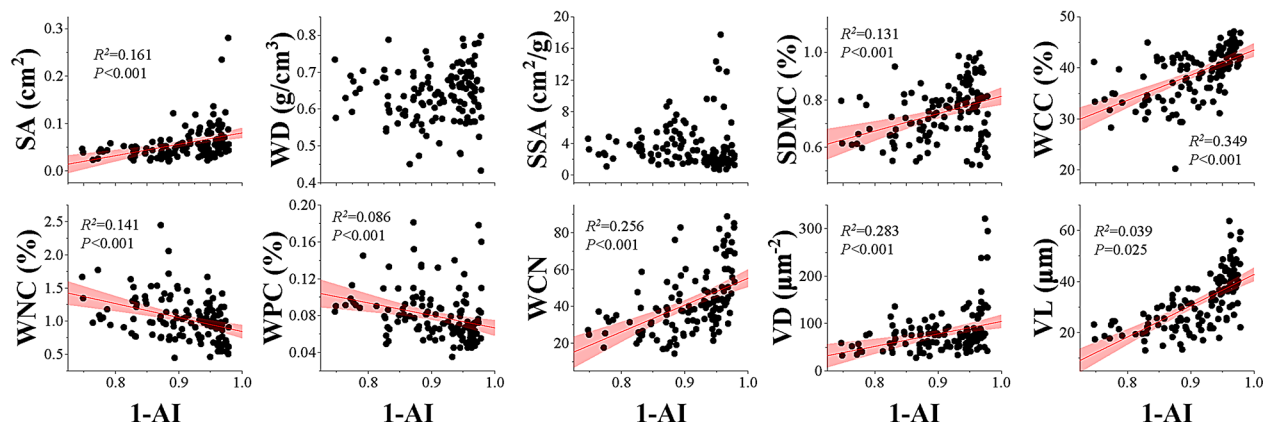 SA (cm²)
0.3
0.2
0.1
0.0
R²=0.161
P<0.001
WD (g/cm³)
0.8
0.7
0.6
0.5
0.4
SSA (cm²/g)
20
16
12
8
4
0
SDMC (%)
1.0
0.8
0.6
R²=0.131
P<0.001
WCC (%)
50
40
30
20
R²=0.349
P<0.001
WNC (%)
2.5
2.0
1.5
1.0
0.5
R²=0.141
P<0.001
0.8 0.9 1.0
1-AI
WPC (%)
0.20
0.16
0.12
0.08
0.04
R²=0.086
P<0.001
0.8 0.9 1.0
1-AI
WCN
80
60
40
20
R²=0.256
P<0.001
0.8 0.9 1.0
1-AI
VD (μm⁻²)
300
200
100
0
R²=0.283
P<0.001
0.8 0.9 1.0
1-AI
VL (μm)
60
40
20
R²=0.039
P=0.025
0.8 0.9 1.0
1-AI